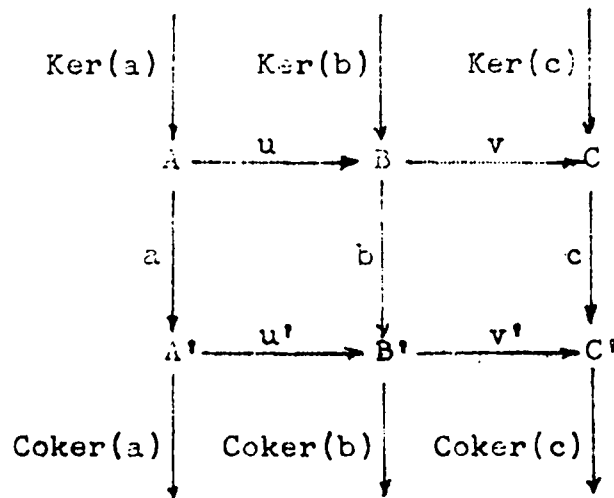 Ker(a) Ker(b) Ker(c)
u v
A B C
a b c
u' v'
A' B' C'
Coker(a) Coker(b) Coker(c)